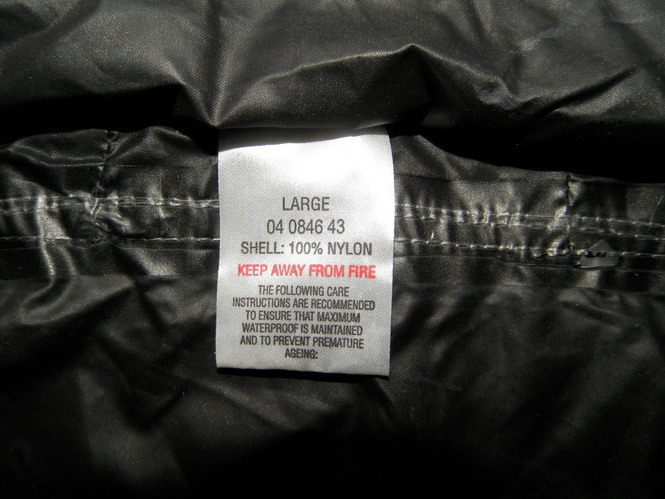 LARGE
04 0846 43
SHELL: 100% NYLON
KEEP AWAY FROM FIRE
THE FOLLOWING CARE
INSTRUCTIONS ARE RECOMMENDED
TO ENSURE THAT MAXIMUM
WATERPROOF IS MAINTAINED
AND TO PREVENT PREMATURE
AGEING: